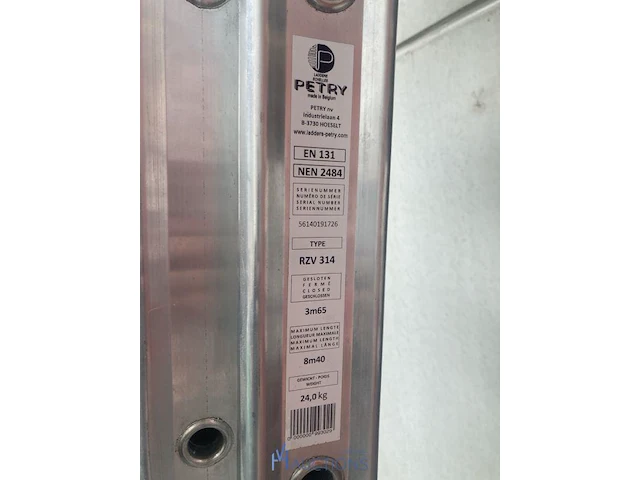 P
LADDERS
ECHELLES
PETRY
made in Belgium
PETRY nv
Industrielaan 4
B-3730 HOESELT
www.ladders-petry.com
EN 131
NEN 2484
SERIENUMMER
NUMÉRO DE SÉRIE
SERIAL NUMBER
SERIENNUMMER
56140191726
TYPE
RZV 314
GESLOTEN
FERME
CLOSED
GESCHLOSSEN
3m65
MAXIMUM LENGTE
LONGUEUR MAXIMALE
MAXIMUM LENGTH
MAXIMAL LÄNGE
8m40
GEWICHT - POIDS
WEIGHT
24,0 kg